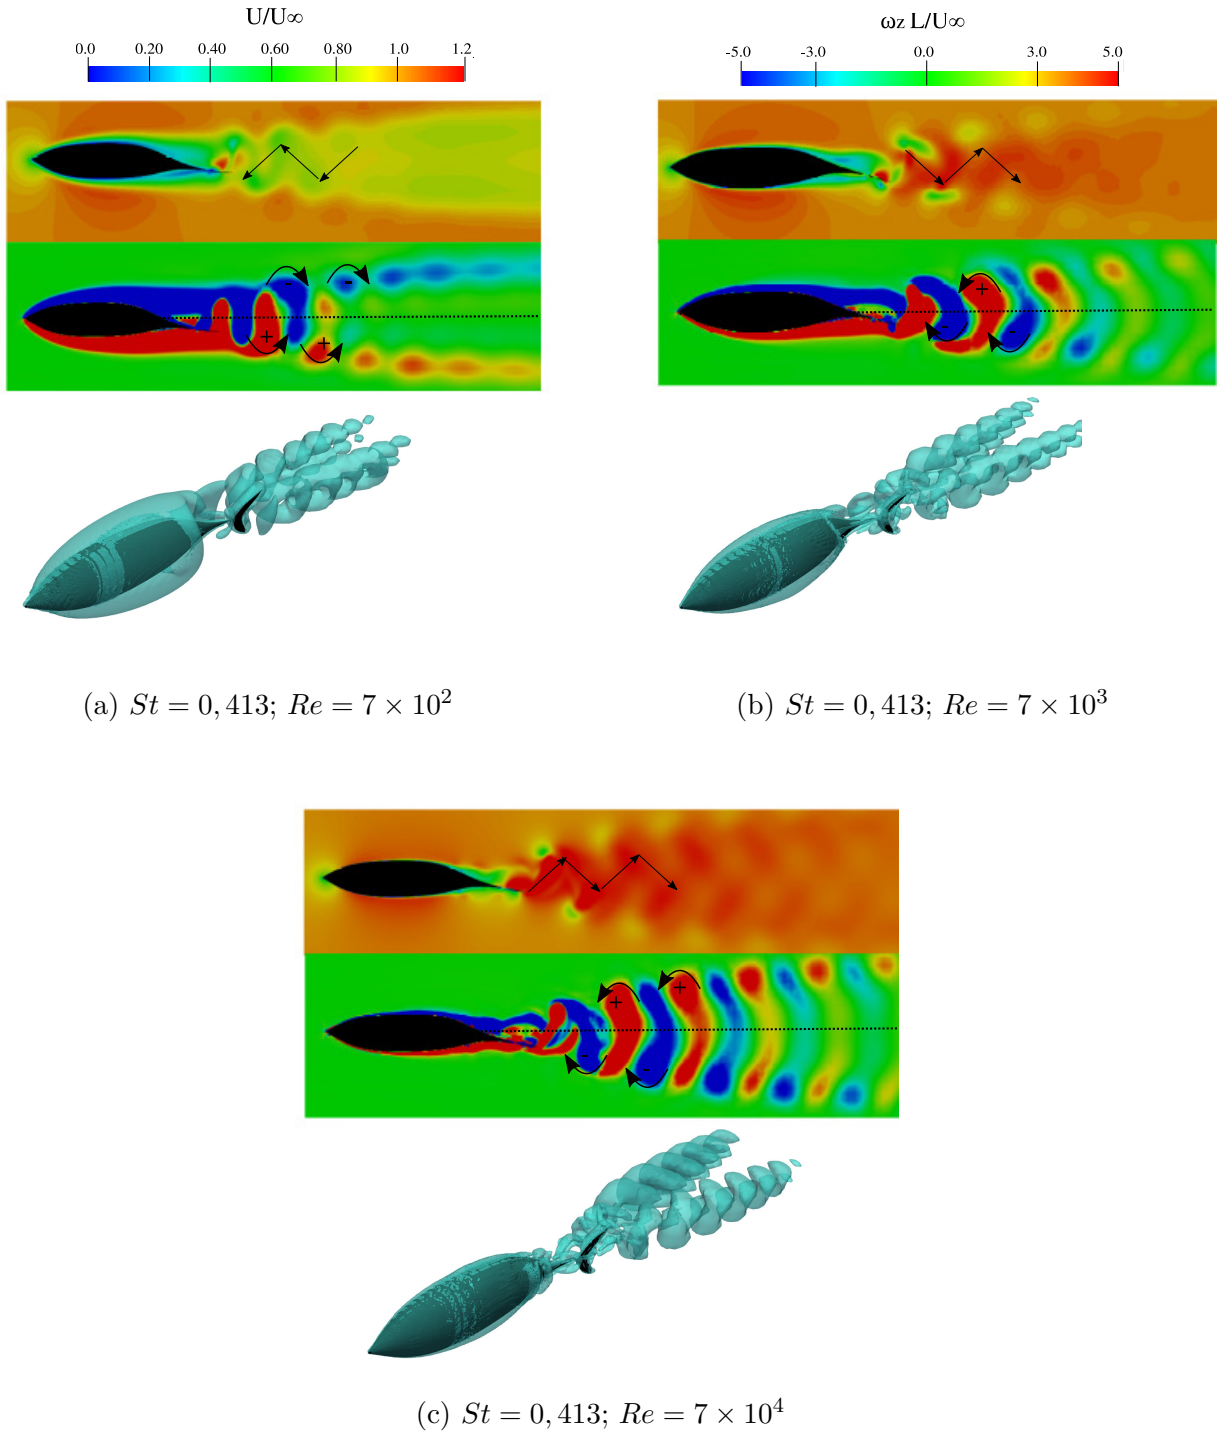 U/U∞
0.0 0.20 0.40 0.60 0.80 1.0 1.2
ωz L/U∞
-5.0 -3.0 0.0 3.0 5.0
- -
+ +
+
- -
(a) St = 0,413; Re = 7 × 10²
(b) St = 0,413; Re = 7 × 10³
+ +
- -
(c) St = 0,413; Re = 7 × 10⁴